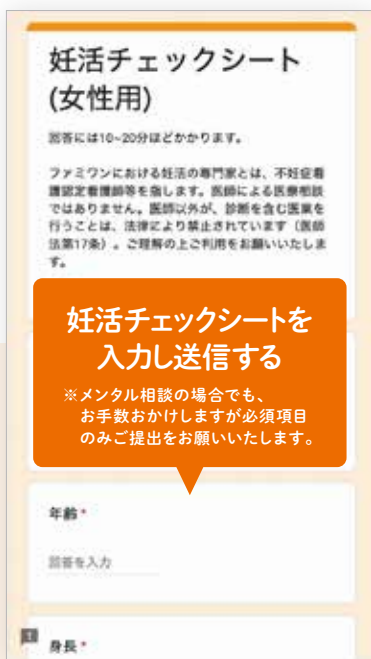 妊活チェックシート
(女性用)
回答には10~20分ほどかかります。
ファミワンにおける妊活の専門家とは、不妊症看
護認定看護師等を指します。医師による医療相談
ではありません。医師以外が、診断を含む医業を
行うことは、法律により禁止されています（医師
法第17条）。ご理解の上ご利用をお願いいたしま
す。
妊活チェックシートを
入力し送信する
※メンタル相談の場合でも、
お手数おかけしますが必須項目
のみご提出をお願いいたします。
年齢*
回答を入力
身長*